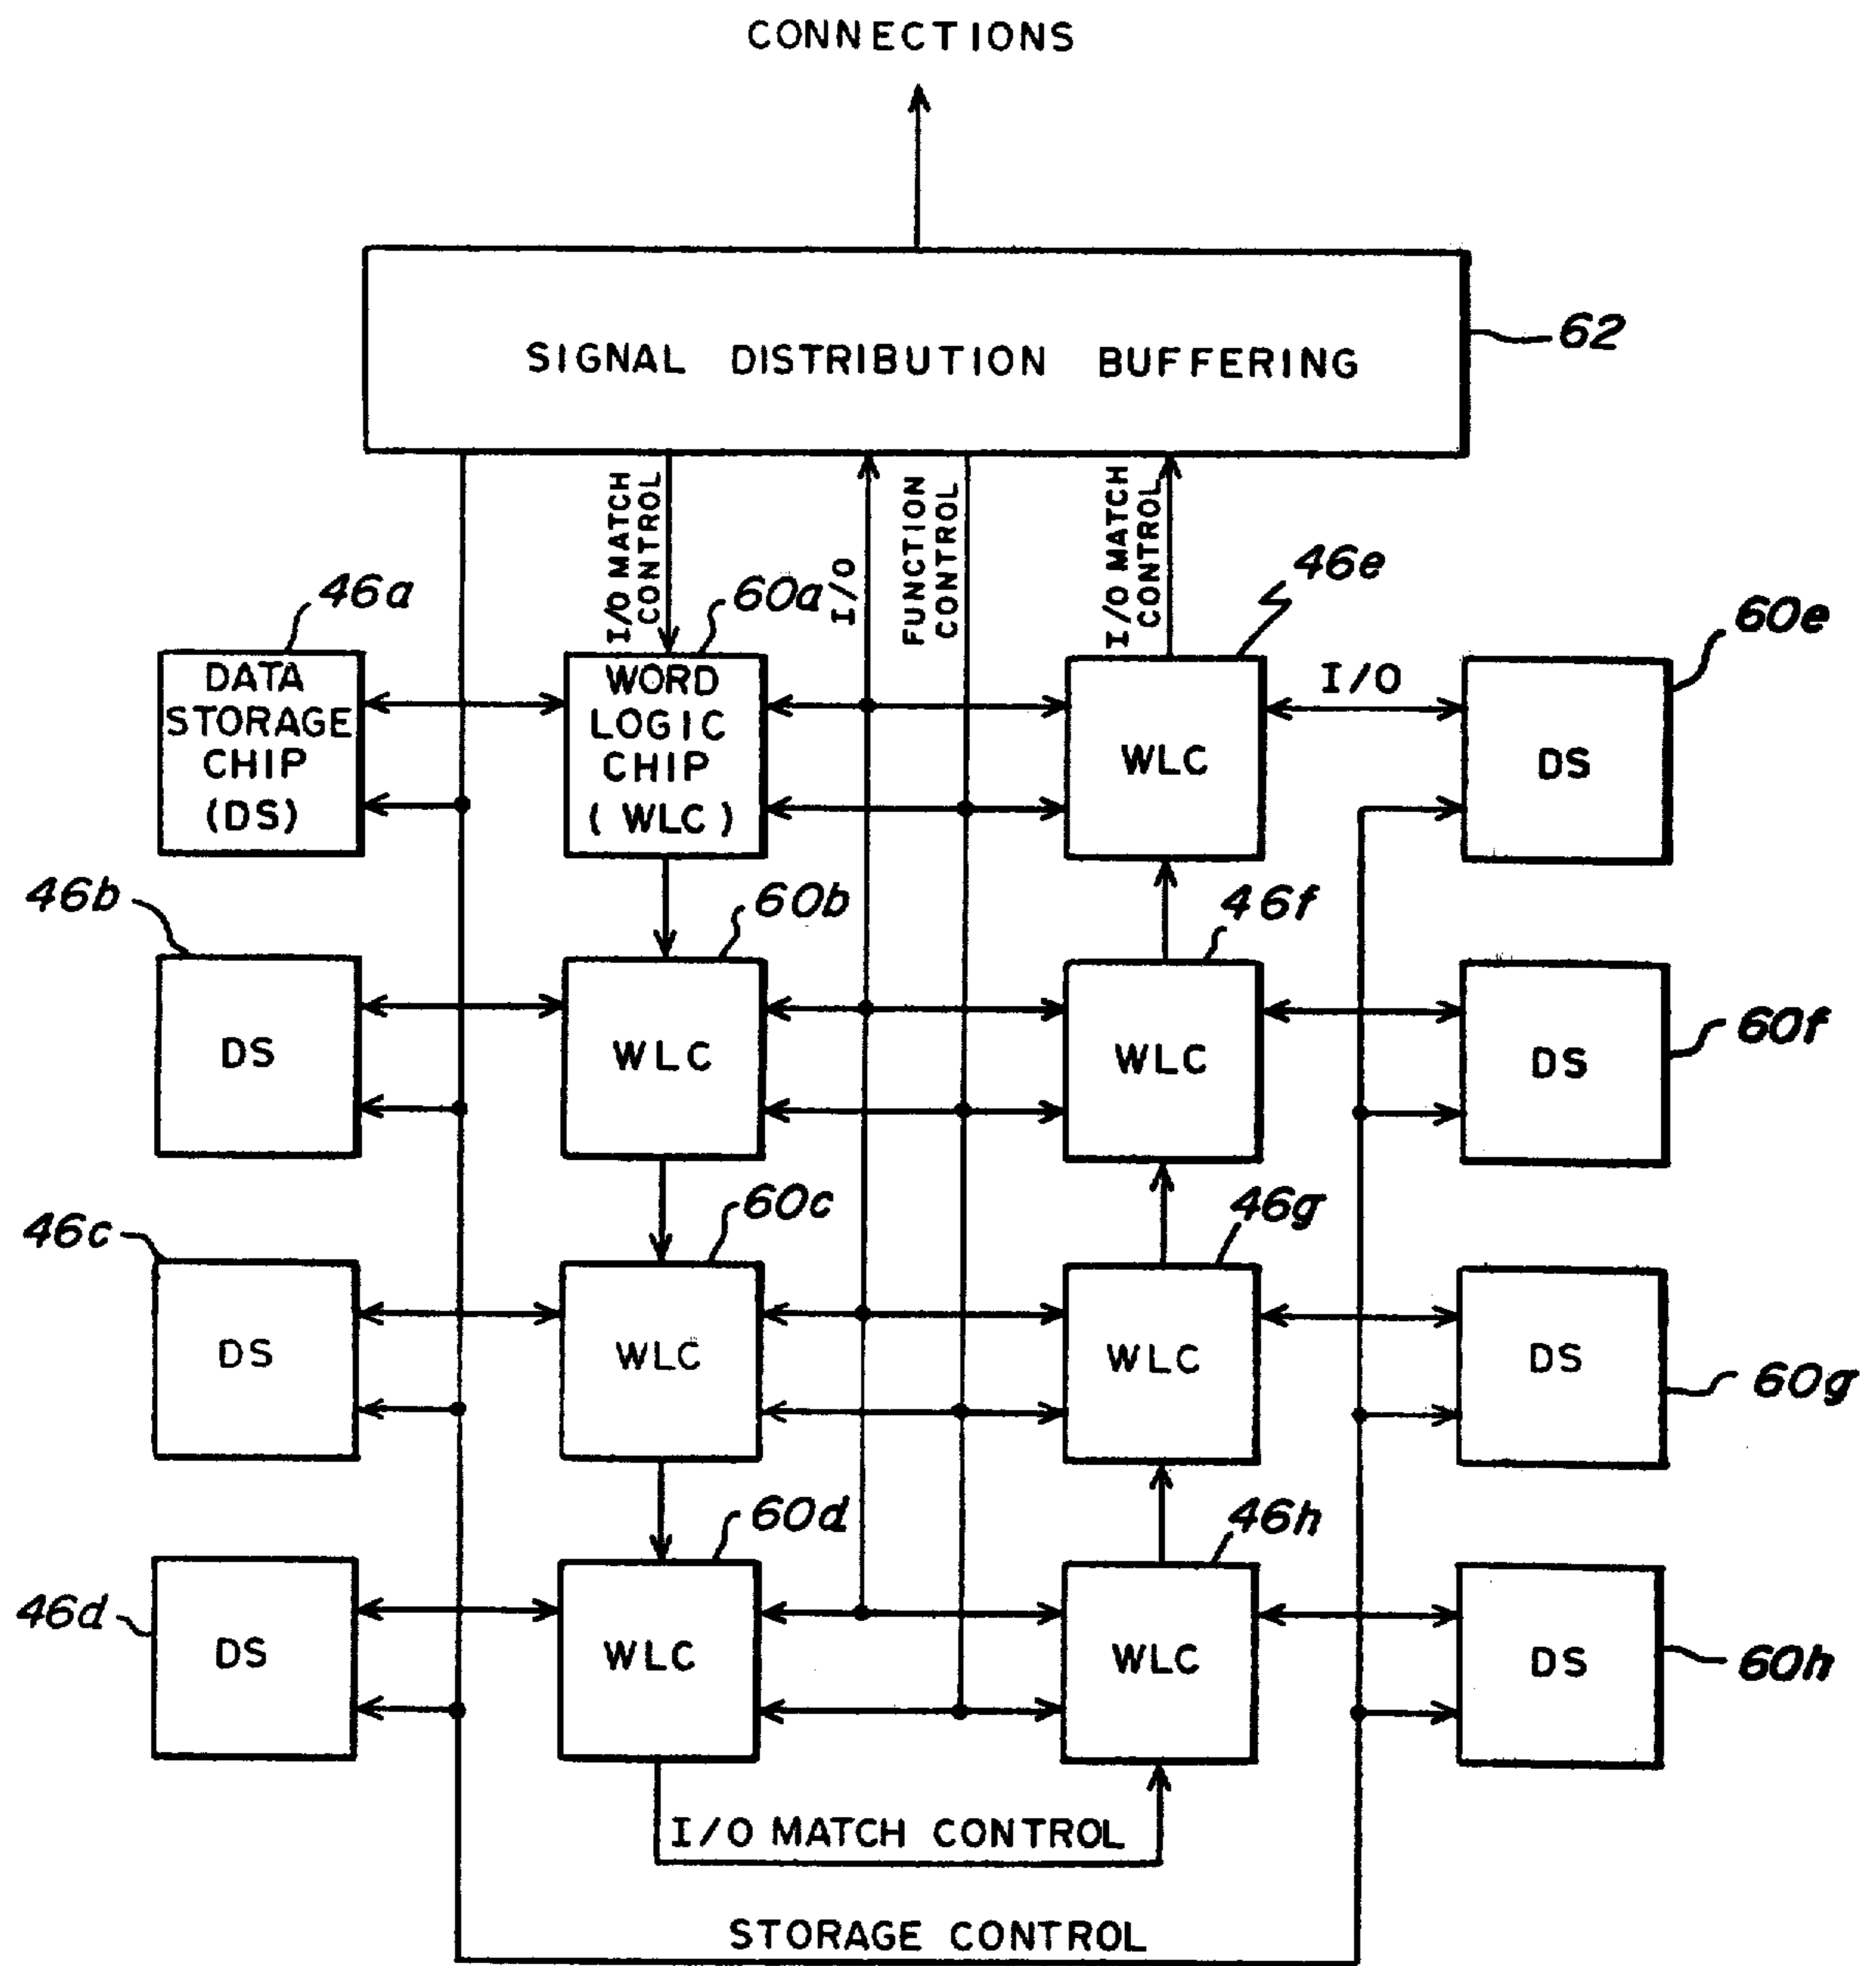 CONNECTIONS
SIGNAL DISTRIBUTION BUFFERING
62
I/O MATCH
CONTROL
I/O
FUNCTION
CONTROL
I/O MATCH
CONTROL
46a
60a
46e
60e
DATA
STORAGE
CHIP
(DS)
WORD
LOGIC
CHIP
(WLC)
WLC
I/O
DS
46b
60b
46f
60f
DS
WLC
WLC
DS
46c
60c
46g
60g
DS
WLC
WLC
DS
46d
60d
46h
60h
DS
WLC
WLC
DS
I/O MATCH CONTROL
STORAGE CONTROL